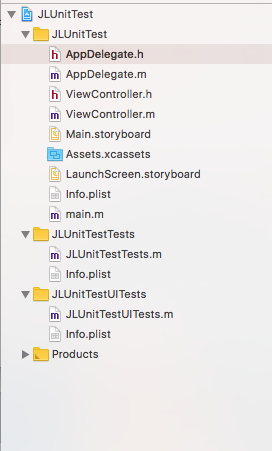 JLUnitTest
JLUnitTest
h AppDelegate.h
m AppDelegate.m
h ViewController.h
m ViewController.m
Main.storyboard
Assets.xcassets
LaunchScreen.storyboard
Info.plist
m main.m
JLUnitTestTests
m JLUnitTestTests.m
Info.plist
JLUnitTestUITests
m JLUnitTestUITests.m
Info.plist
Products